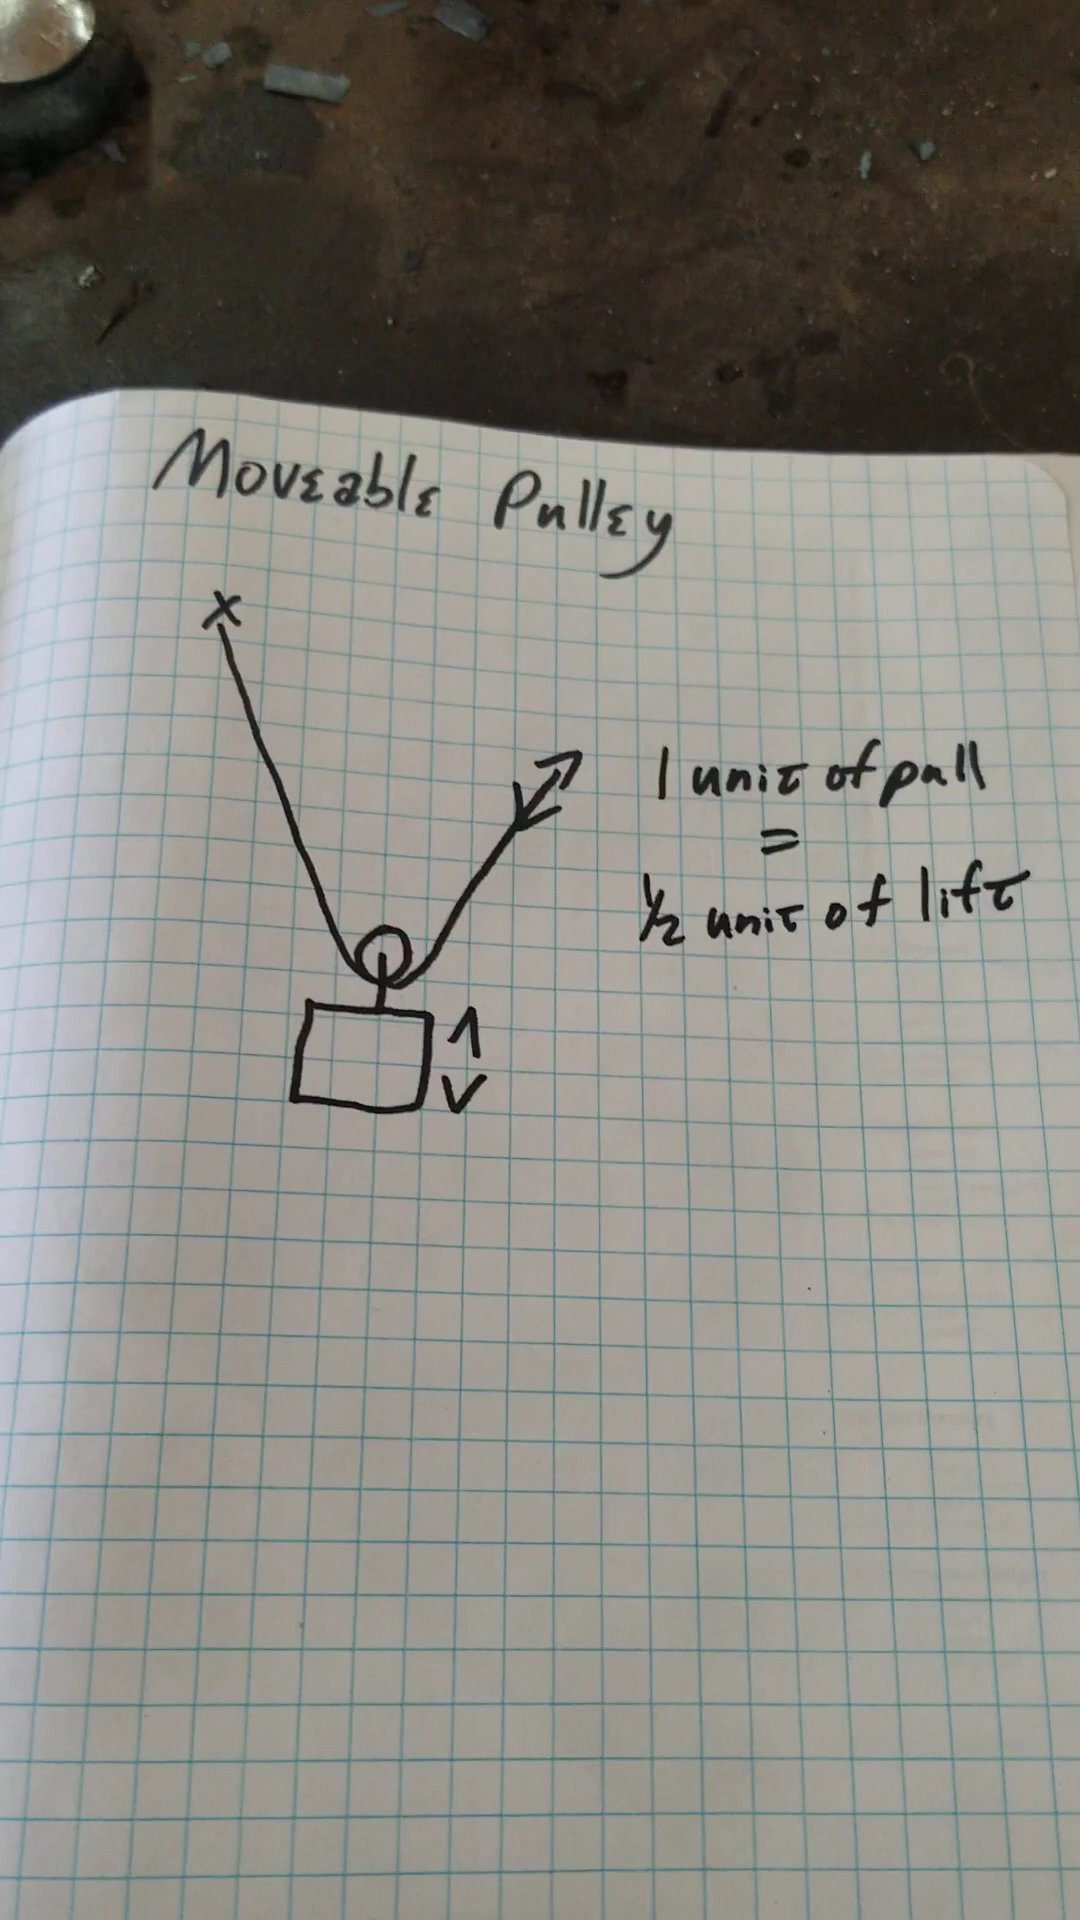 Moveable Pulley
x
1 unit of pull
=
1/2 unit of lift